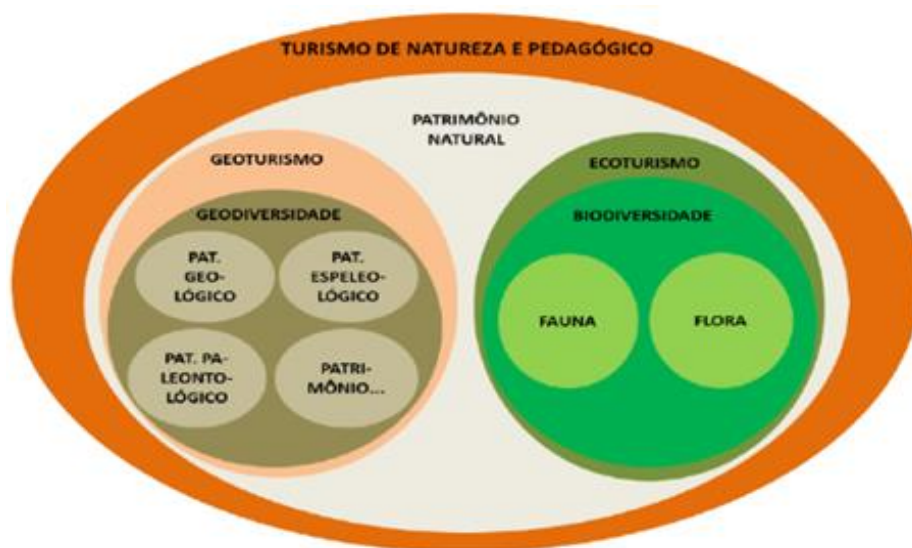 TURISMO DE NATUREZA E PEDAGÓGICO
PATRIMÔNIO
NATURAL
GEOTURISMO
GEODIVERSIDADE
PAT.
GEO-
LÓGICO
PAT.
ESPELEO-
LÓGICO
PAT. PA-
LEONTO-
LÓGICO
PATRI-
MÔNIO...
ECOTURISMO
BIODIVERSIDADE
FAUNA
FLORA